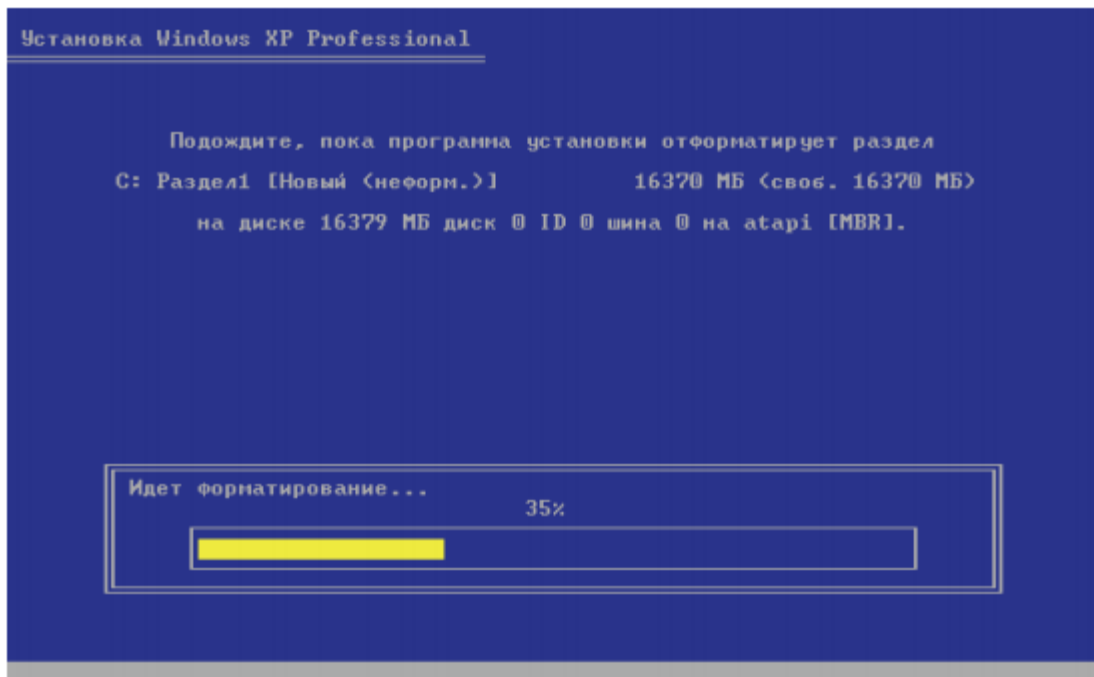 Установка Windows XP Professional
Подождите, пока программа установки отформатирует раздел
C: Раздел1 [Новый (неформ.)] 16370 МБ (своб. 16370 МБ)
на диске 16379 МБ диск 0 ID 0 шина 0 на atapi [MBR].
Идет форматирование...
35%